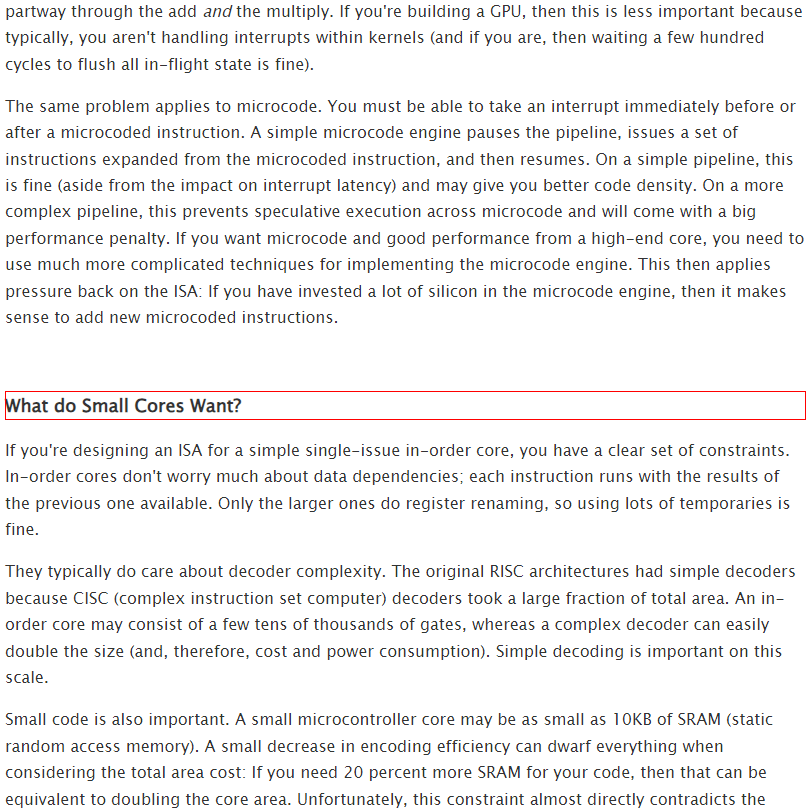 partway through the add and the multiply. If you're building a GPU, then this is less important because
typically, you aren't handling interrupts within kernels (and if you are, then waiting a few hundred
cycles to flush all in-flight state is fine).
The same problem applies to microcode. You must be able to take an interrupt immediately before or
after a microcoded instruction. A simple microcode engine pauses the pipeline, issues a set of
instructions expanded from the microcoded instruction, and then resumes. On a simple pipeline, this
is fine (aside from the impact on interrupt latency) and may give you better code density. On a more
complex pipeline, this prevents speculative execution across microcode and will come with a big
performance penalty. If you want microcode and good performance from a high-end core, you need to
use much more complicated techniques for implementing the microcode engine. This then applies
pressure back on the ISA: If you have invested a lot of silicon in the microcode engine, then it makes
sense to add new microcoded instructions.
What do Small Cores Want?
If you're designing an ISA for a simple single-issue in-order core, you have a clear set of constraints.
In-order cores don't worry much about data dependencies; each instruction runs with the results of
the previous one available. Only the larger ones do register renaming, so using lots of temporaries is
fine.
They typically do care about decoder complexity. The original RISC architectures had simple decoders
because CISC (complex instruction set computer) decoders took a large fraction of total area. An in-
order core may consist of a few tens of thousands of gates, whereas a complex decoder can easily
double the size (and, therefore, cost and power consumption). Simple decoding is important on this
scale.
Small code is also important. A small microcontroller core may be as small as 10KB of SRAM (static
random access memory). A small decrease in encoding efficiency can dwarf everything when
considering the total area cost: If you need 20 percent more SRAM for your code, then that can be
equivalent to doubling the core area. Unfortunately, this constraint almost directly contradicts the